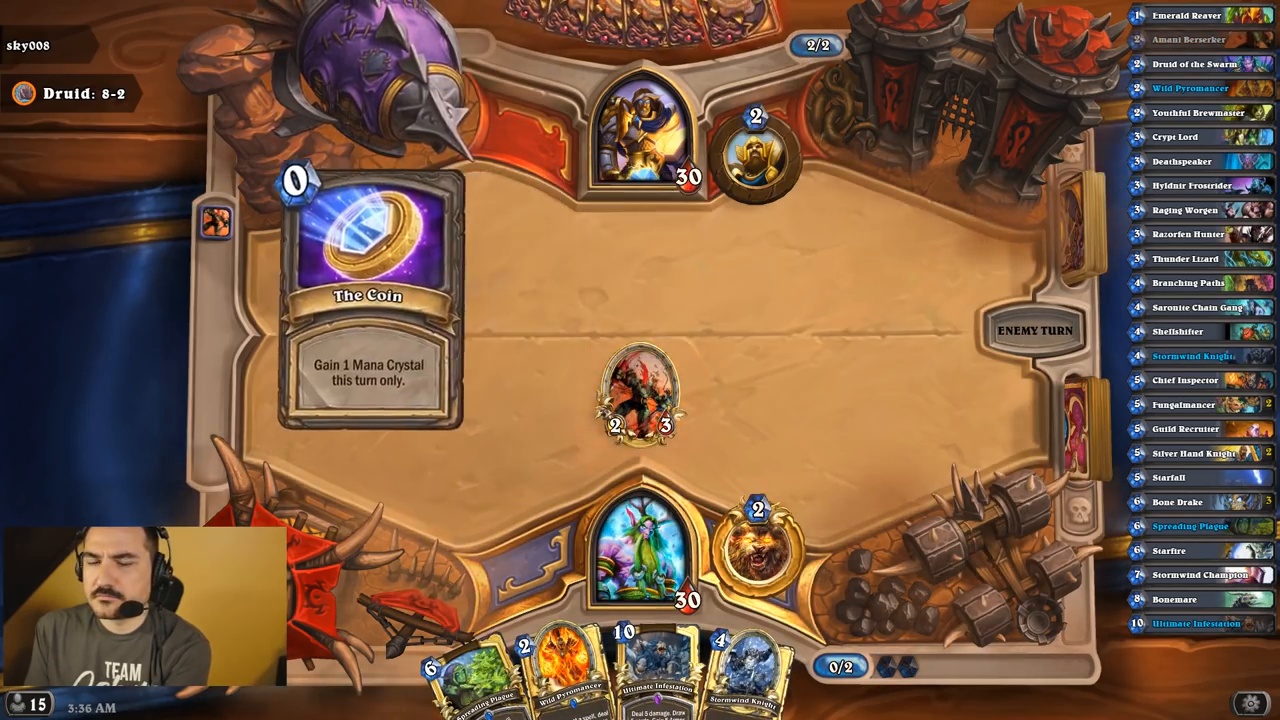 sky008
Druid: 8-2
2/2
30
2
0
The Coin
Gain 1 Mana Crystal
this turn only.
ENEMY TURN
2
3
2
30
0/2
6
Spreading Plague
2
Wild Pyromancer
10
Ultimate Infestation
4
Stormwind Knight
TEAM
15
3:36 AM
1 Emerald Reaver
2 Amani Berserker
2 Druid of the Swarm
2 Wild Pyromancer
2 Youthful Brewmaster
3 Crypt Lord
3 Deathspeaker
3 Hyldnir Frostrider
3 Raging Worgen
3 Razorfen Hunter
3 Thunder Lizard
4 Branching Paths
4 Saronite Chain Gang
4 Shellshifter
4 Stormwind Knight
5 Chief Inspector
5 Fungalmancer 2
5 Guild Recruiter
5 Silver Hand Knight 2
5 Starfall
6 Bone Drake 3
6 Spreading Plague
6 Starfire
7 Stormwind Champion
8 Bonemare
10 Ultimate Infestation